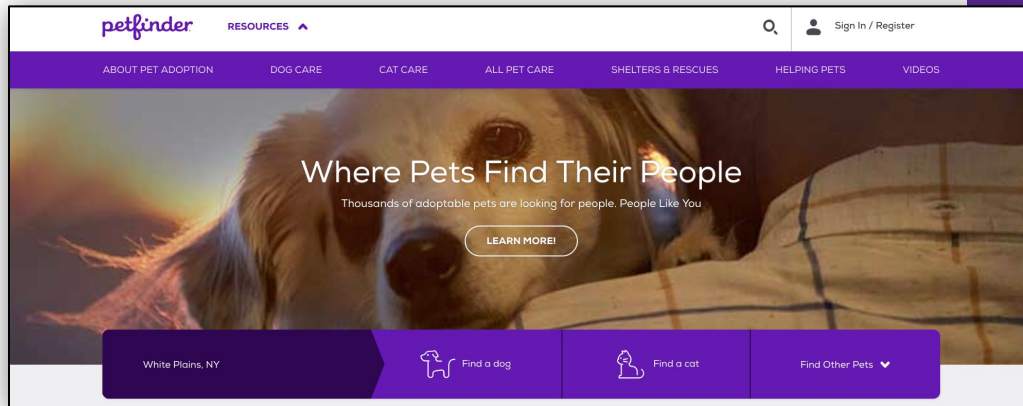 petfinder RESOURCES Sign In / Register
ABOUT PET ADOPTION DOG CARE CAT CARE ALL PET CARE SHELTERS & RESCUES HELPING PETS VIDEOS
Where Pets Find Their People
Thousands of adoptable pets are looking for people. People Like You
LEARN MORE!
White Plains, NY Find a dog Find a cat Find Other Pets